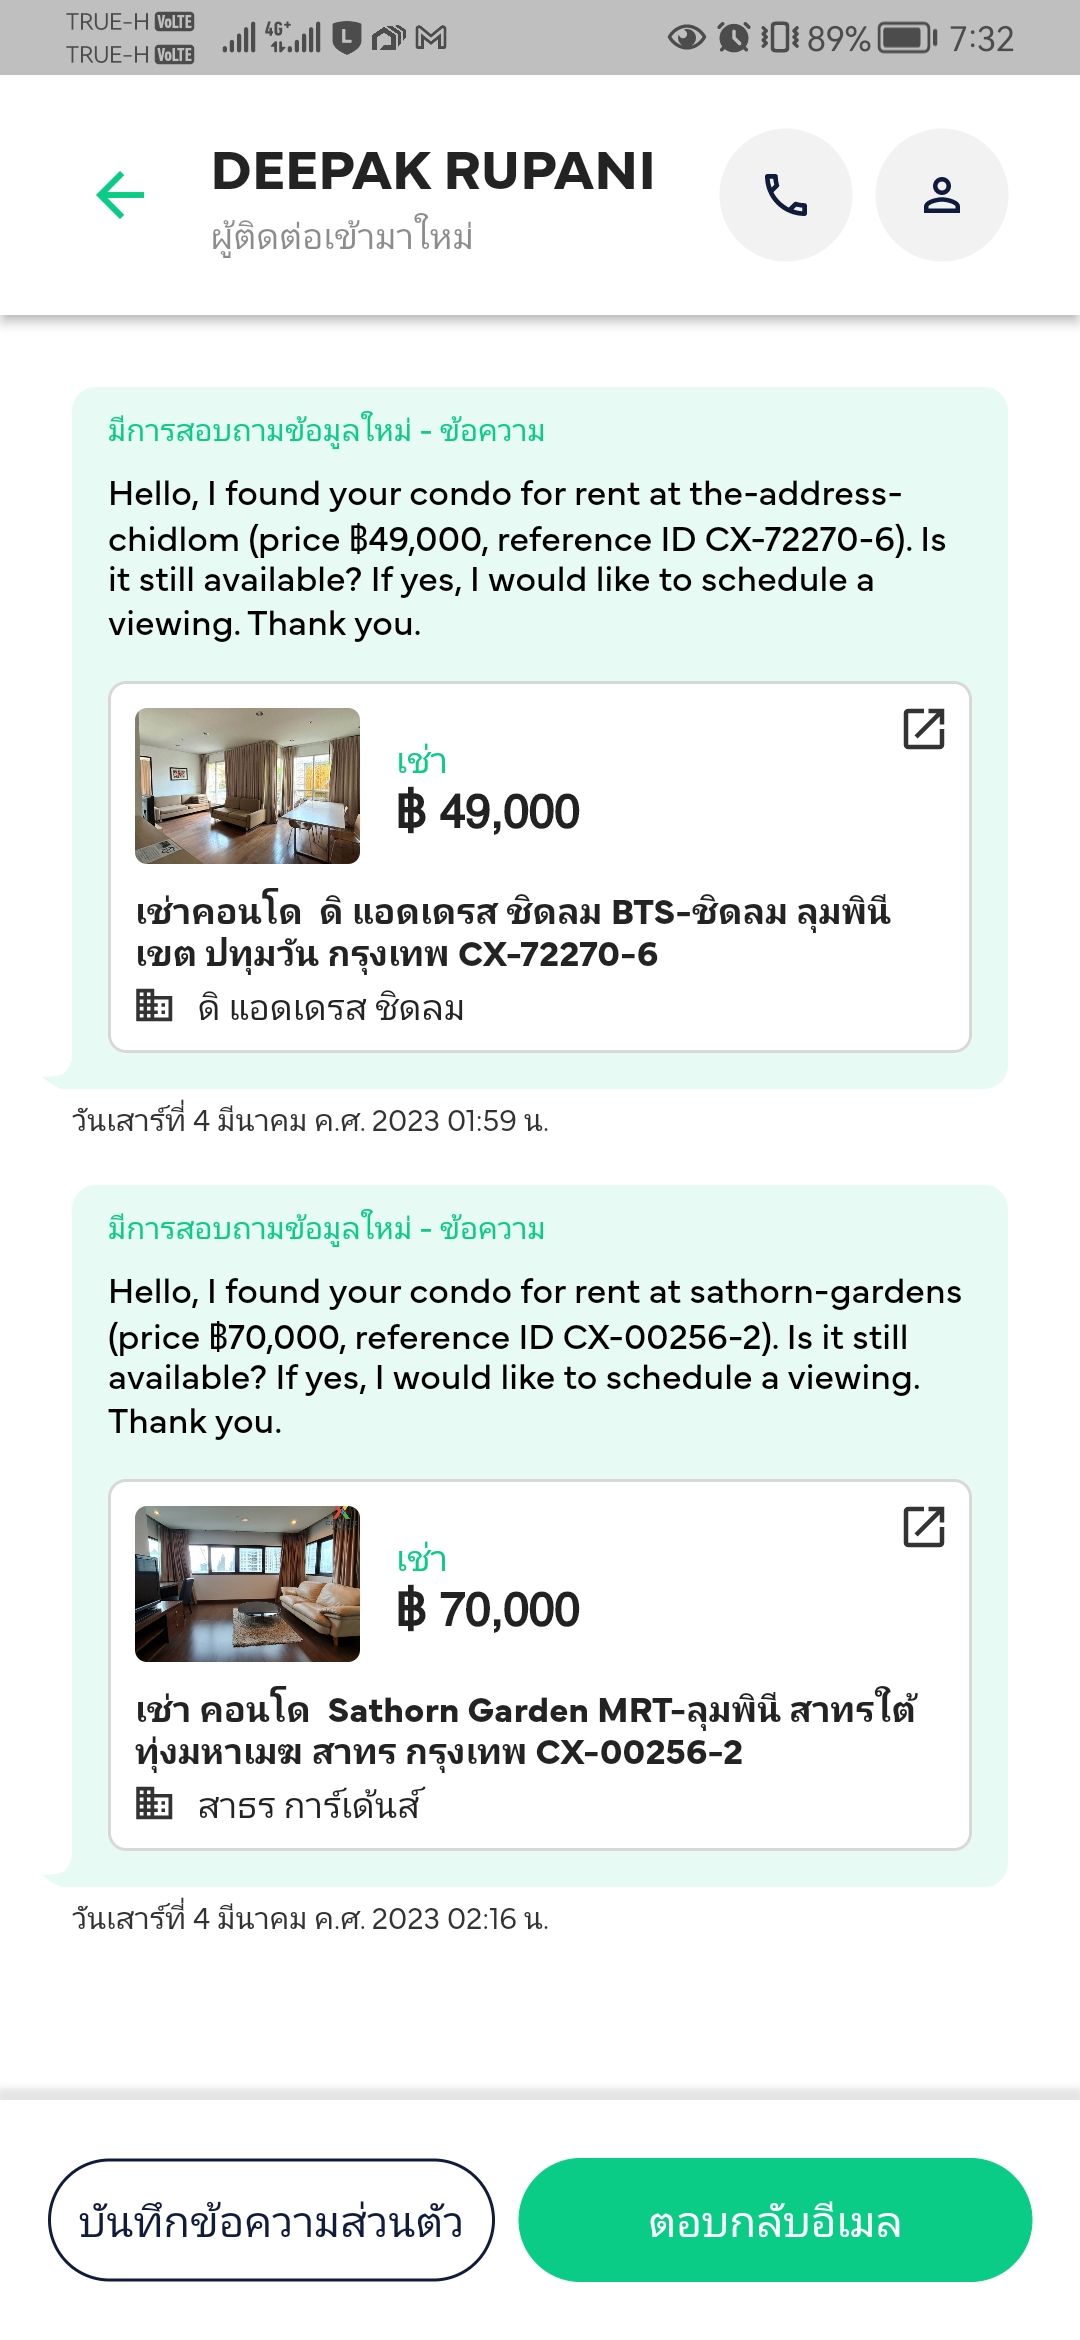 TRUE-H VoLTE
TRUE-H VoLTE
4G+
L
89%
7:32
DEEPAK RUPANI
ผู้ติดต่อเข้ามาใหม่
มีการสอบถามข้อมูลใหม่ - ข้อความ
Hello, I found your condo for rent at the-address-
chidlom (price ฿49,000, reference ID CX-72270-6). Is
it still available? If yes, I would like to schedule a
viewing. Thank you.
เช่า
฿ 49,000
เช่าคอนโด  ดิ แอดเดรส ชิดลม BTS-ชิดลม ลุมพินี
เขต ปทุมวัน กรุงเทพ CX-72270-6
ดิ แอดเดรส ชิดลม
วันเสาร์ที่ 4 มีนาคม ค.ศ. 2023 01:59 น.
มีการสอบถามข้อมูลใหม่ - ข้อความ
Hello, I found your condo for rent at sathorn-gardens
(price ฿70,000, reference ID CX-00256-2). Is it still
available? If yes, I would like to schedule a viewing.
Thank you.
เช่า
฿ 70,000
เช่า คอนโด  Sathorn Garden MRT-ลุมพินี สาทรใต้
ทุ่งมหาเมฆ สาทร กรุงเทพ CX-00256-2
สาธร การ์เด้นส์
วันเสาร์ที่ 4 มีนาคม ค.ศ. 2023 02:16 น.
บันทึกข้อความส่วนตัว
ตอบกลับอีเมล